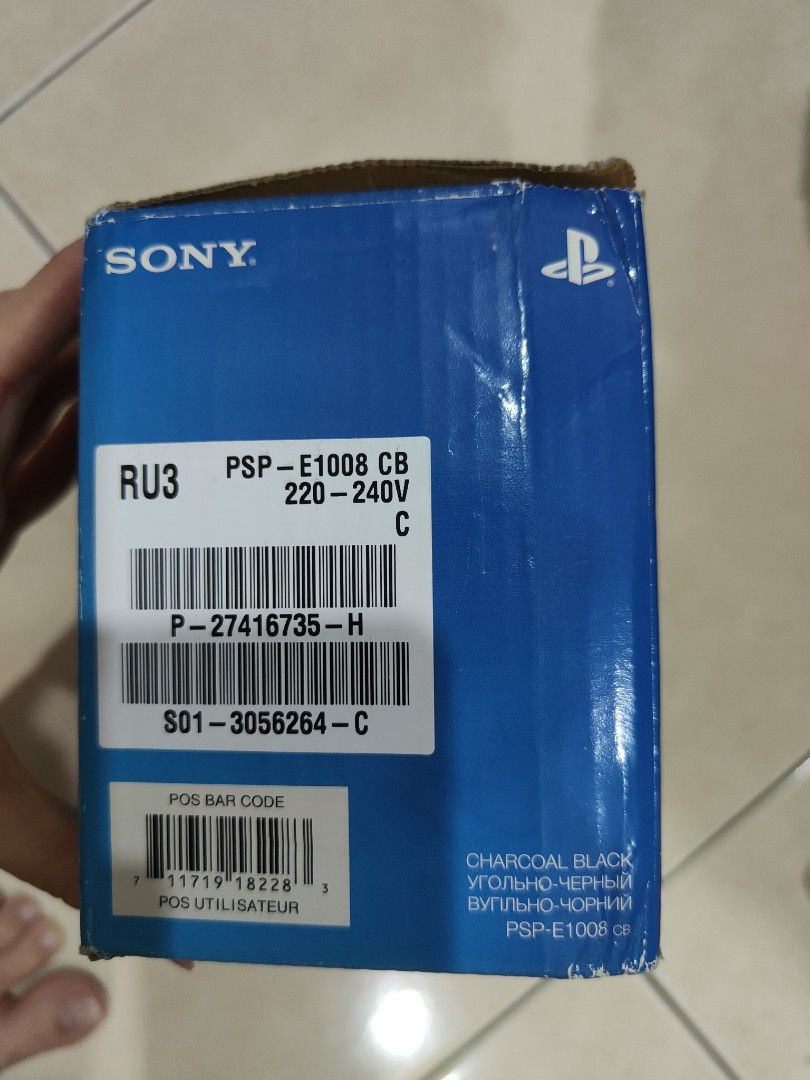 SONY
RU3
PSP-E1008 CB
220-240V
C
P-27416735-H
S01-3056264-C
POS BAR CODE
7 11719 18228 3
POS UTILISATEUR
CHARCOAL BLACK
УГОЛЬНО-ЧЕРНЫЙ
ВУГІЛЬНО-ЧОРНИЙ
PSP-E1008 CB